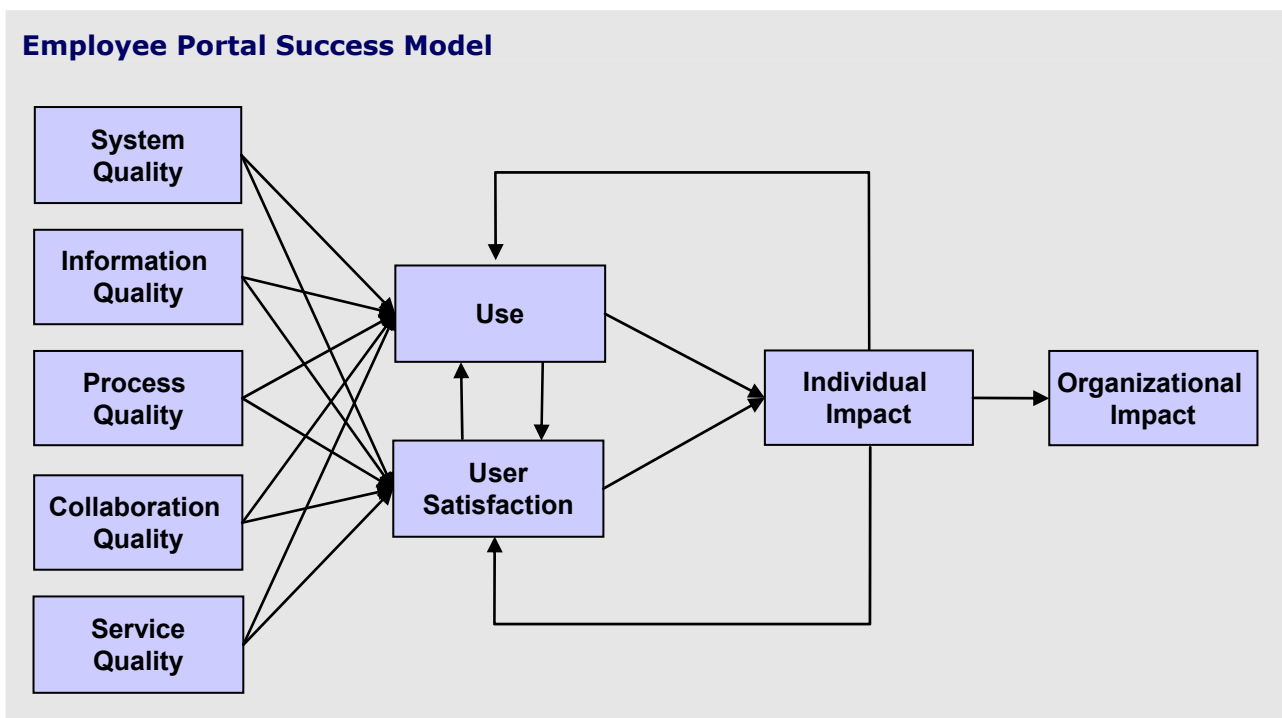 Employee Portal Success Model
System
Quality
Information
Quality
Process
Quality
Collaboration
Quality
Service
Quality
Use
User
Satisfaction
Individual
Impact
Organizational
Impact